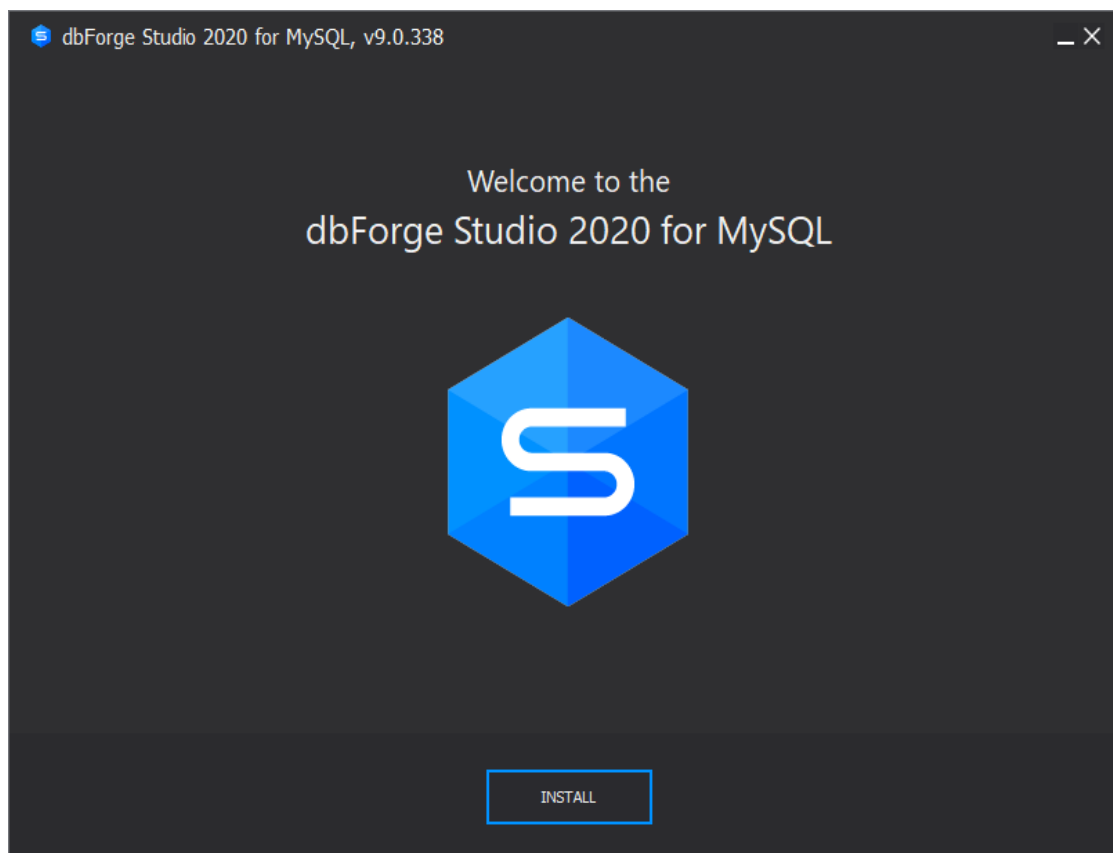 dbForge Studio 2020 for MySQL, v9.0.338
Welcome to the
dbForge Studio 2020 for MySQL
S
INSTALL